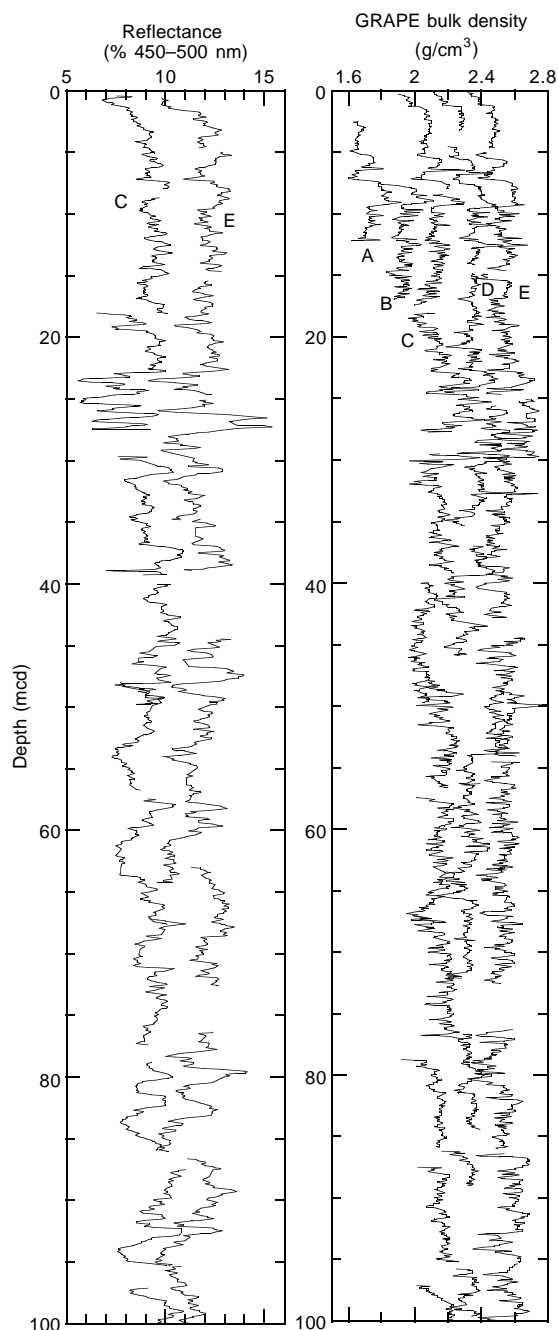 Reflectance
(% 450–500 nm)
5 10 15
GRAPE bulk density
(g/cm³)
1.6 2 2.4 2.8
Depth (mcd)
0
20
40
60
80
100
C
E
0
20
40
60
80
100
A
B
C
D
E